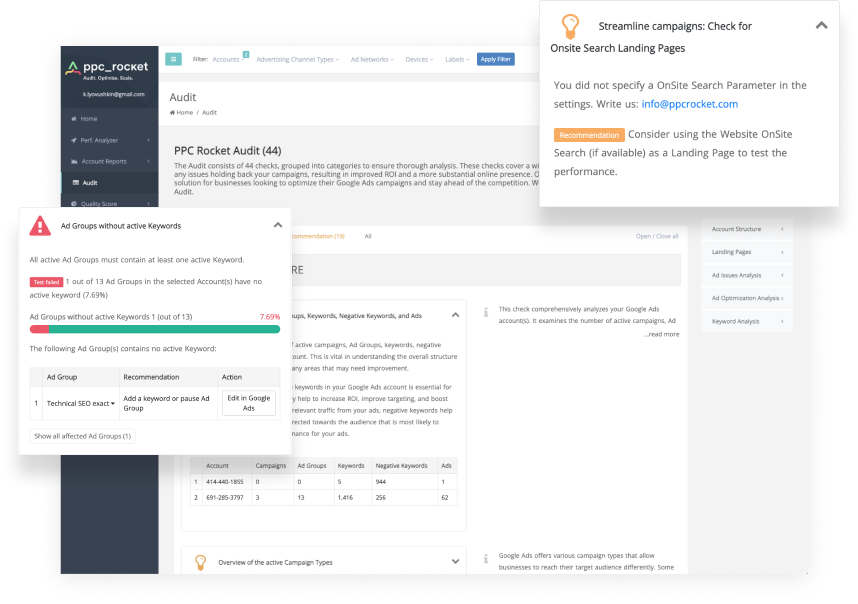 Streamline campaigns: Check for
Onsite Search Landing Pages
You did not specify a OnSite Search Parameter in the
settings. Write us: info@ppcrocket.com
Recommendation Consider using the Website OnSite
Search (if available) as a Landing Page to test the
performance.
ppc_rocket
Audit. Optimize. Scale.
k.lyovushkin@gmail.com
Home
Perf. Analyzer
Account Reports
Audit
Quality Score
Filter: Accounts 2 Advertising Channel Types Ad Networks Devices Labels Apply Filter
Audit
Home / Audit
PPC Rocket Audit (44)
The Audit consists of 44 checks, grouped into categories to ensure thorough analysis. These checks cover a wi
any issues holding back your campaigns, resulting in improved ROI and a more substantial online presence. O
solution for businesses looking to optimize their Google Ads campaigns and stay ahead of the competition. W
Audit.
commendation (19) All Open / Close all
RE
Account Structure
Landing Pages
Ad Issues Analysis
Ad Optimization Analysis
Keyword Analysis
Ad Groups without active Keywords
All active Ad Groups must contain at least one active Keyword.
Test failed 1 out of 13 Ad Groups in the selected Account(s) have no
active keyword (7.69%)
Ad Groups without active Keywords 1 (out of 13) 7.69%
The following Ad Group(s) contains no active Keyword:
Ad Group Recommendation Action
1 Technical SEO exact Add a keyword or pause Ad
Group Edit in Google
Ads
Show all affected Ad Groups (1)
ups, Keywords, Negative Keywords, and Ads
f active campaigns, Ad Groups, keywords, negative
ount. This is vital in understanding the overall structure
any areas that may need improvement.
e keywords in your Google Ads account is essential for
y help to increase ROI, improve targeting, and boost
relevant traffic from your ads, negative keywords help
rected towards the audience that is most likely to
nance for your ads.
Account Campaigns Ad Groups Keywords Negative Keywords Ads
1 414-440-1855 0 0 5 944 1
2 691-285-3797 3 13 1,416 256 62
This check comprehensively analyzes your Google Ads
account(s). It examines the number of active campaigns, Ad
...read more
Overview of the active Campaign Types
Google Ads offers various campaign types that allow
businesses to reach their target audience differently. Some